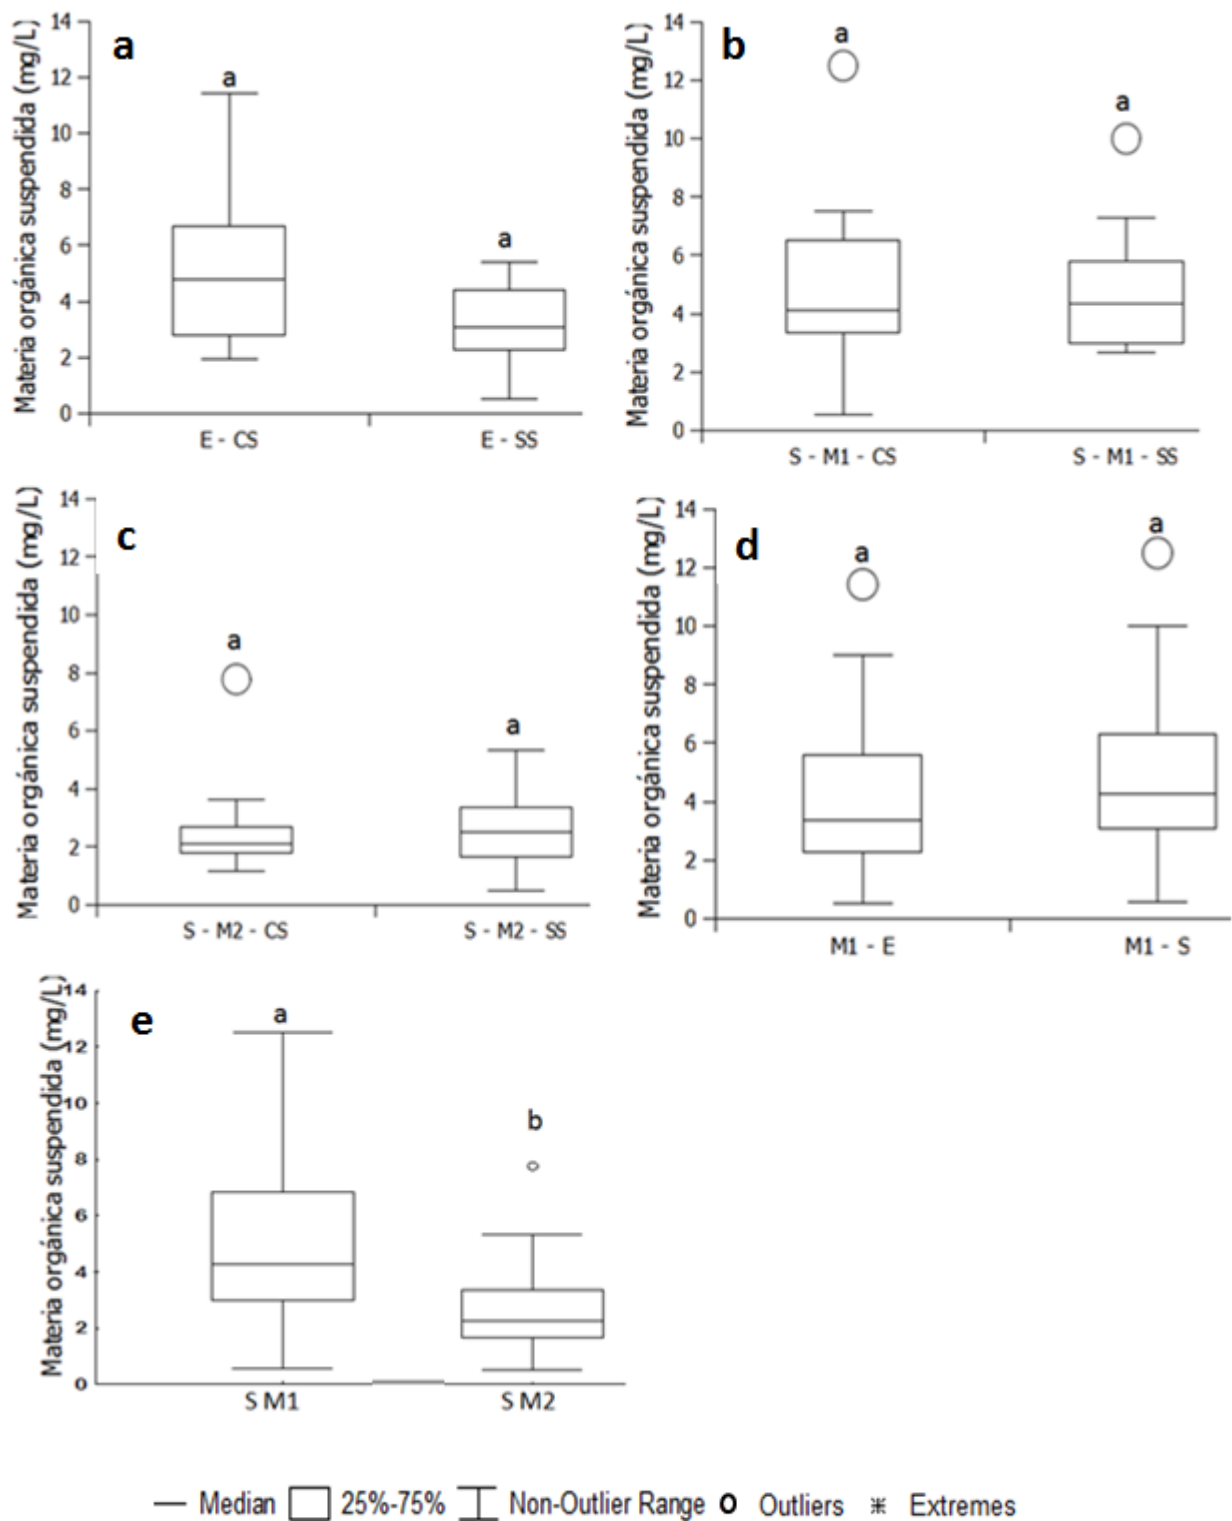 Materia orgánica suspendida (mg/L)
14
12
10
8
6
4
2
0
a
a
a
E - CS
E - SS
Materia orgánica suspendida (mg/L)
14
12
10
8
6
4
2
0
b
a
a
S - M1 - CS
S - M1 - SS
Materia orgánica suspendida (mg/L)
14
12
10
8
6
4
2
0
c
a
a
S - M2 - CS
S - M2 - SS
Materia orgánica suspendida (mg/L)
14
12
10
8
6
4
2
0
d
a
a
M1 - E
M1 - S
Materia orgánica suspendida (mg/L)
14
12
10
8
6
4
2
0
e
a
b
S M1
S M2
Median 25%-75% Non-Outlier Range Outliers Extremes